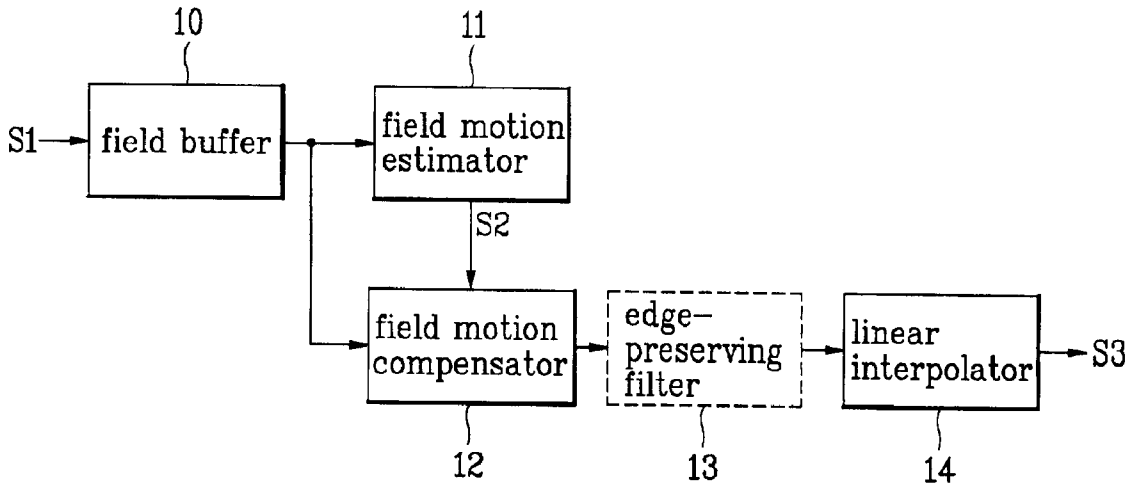 10
11
S1
field buffer
field motion
estimator
S2
field motion
compensator
edge-
preserving
filter
linear
interpolator
S3
12
13
14